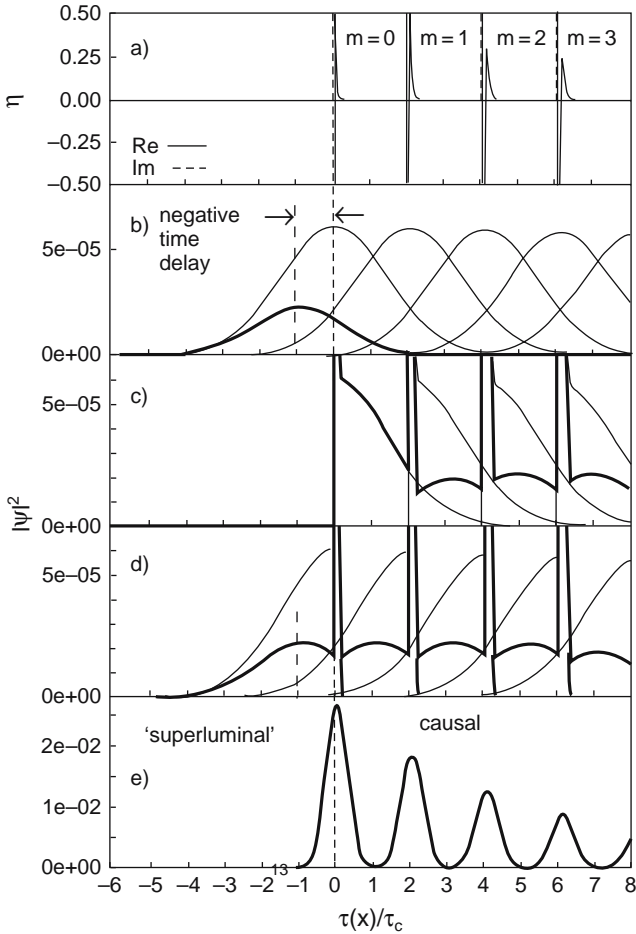 0.50
a)
m = 0
m = 1
m = 2
m = 3
η
0.00
−0.25
Re
Im
−0.50
b)
negative
time
delay
5e−05
0e+00
c)
5e−05
|ψ|²
0e+00
d)
5e−05
0e+00
'superluminal'
causal
2e−02
1e−02
e)
0e+00
13
−6 −5 −4 −3 −2 −1 0 1 2 3 4 5 6 7 8
τ(x)/τc